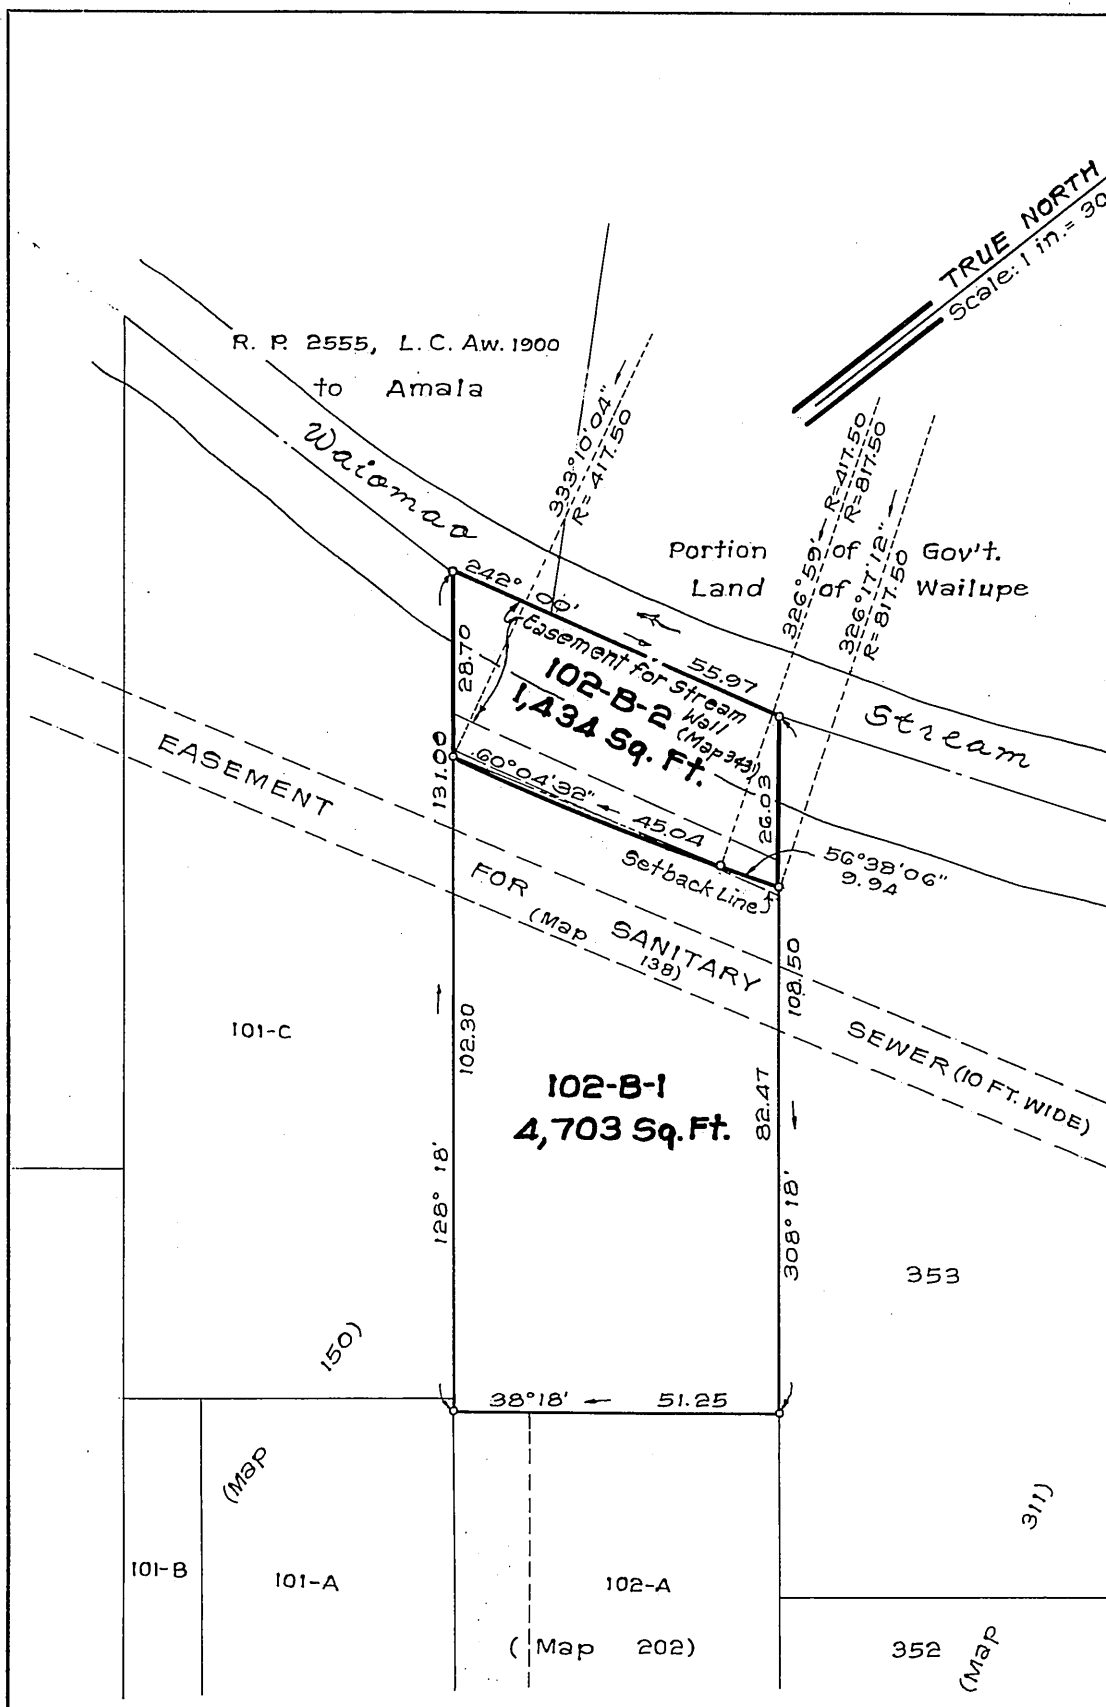 TRUE NORTH
Scale: 1 in.= 30
R. P. 2555, L. C. Aw. 1900
to Amala
Waiomao
333°10'04"
R= 417.50
326°59' R=417.50
R=817.50
326°17'12"
R=817.50
Portion of Gov't.
Land of Wailupe
242° 00'
55.97
Easement for Stream
Wall
(Map 343)
102-B-2
1,434 Sq. Ft.
Stream
28.70
131.00
60°04'32"
45.04
26.03
56°38'06"
9.94
Setback Line
EASEMENT
FOR
SANITARY
SEWER (10 FT. WIDE)
(Map
138)
108.50
101-C
102.30
102-B-1
4,703 Sq. Ft.
82.47
128° 18'
308° 18'
353
150)
38°18'
51.25
(Map
311)
101-B
101-A
102-A
(Map 202)
352
(Map